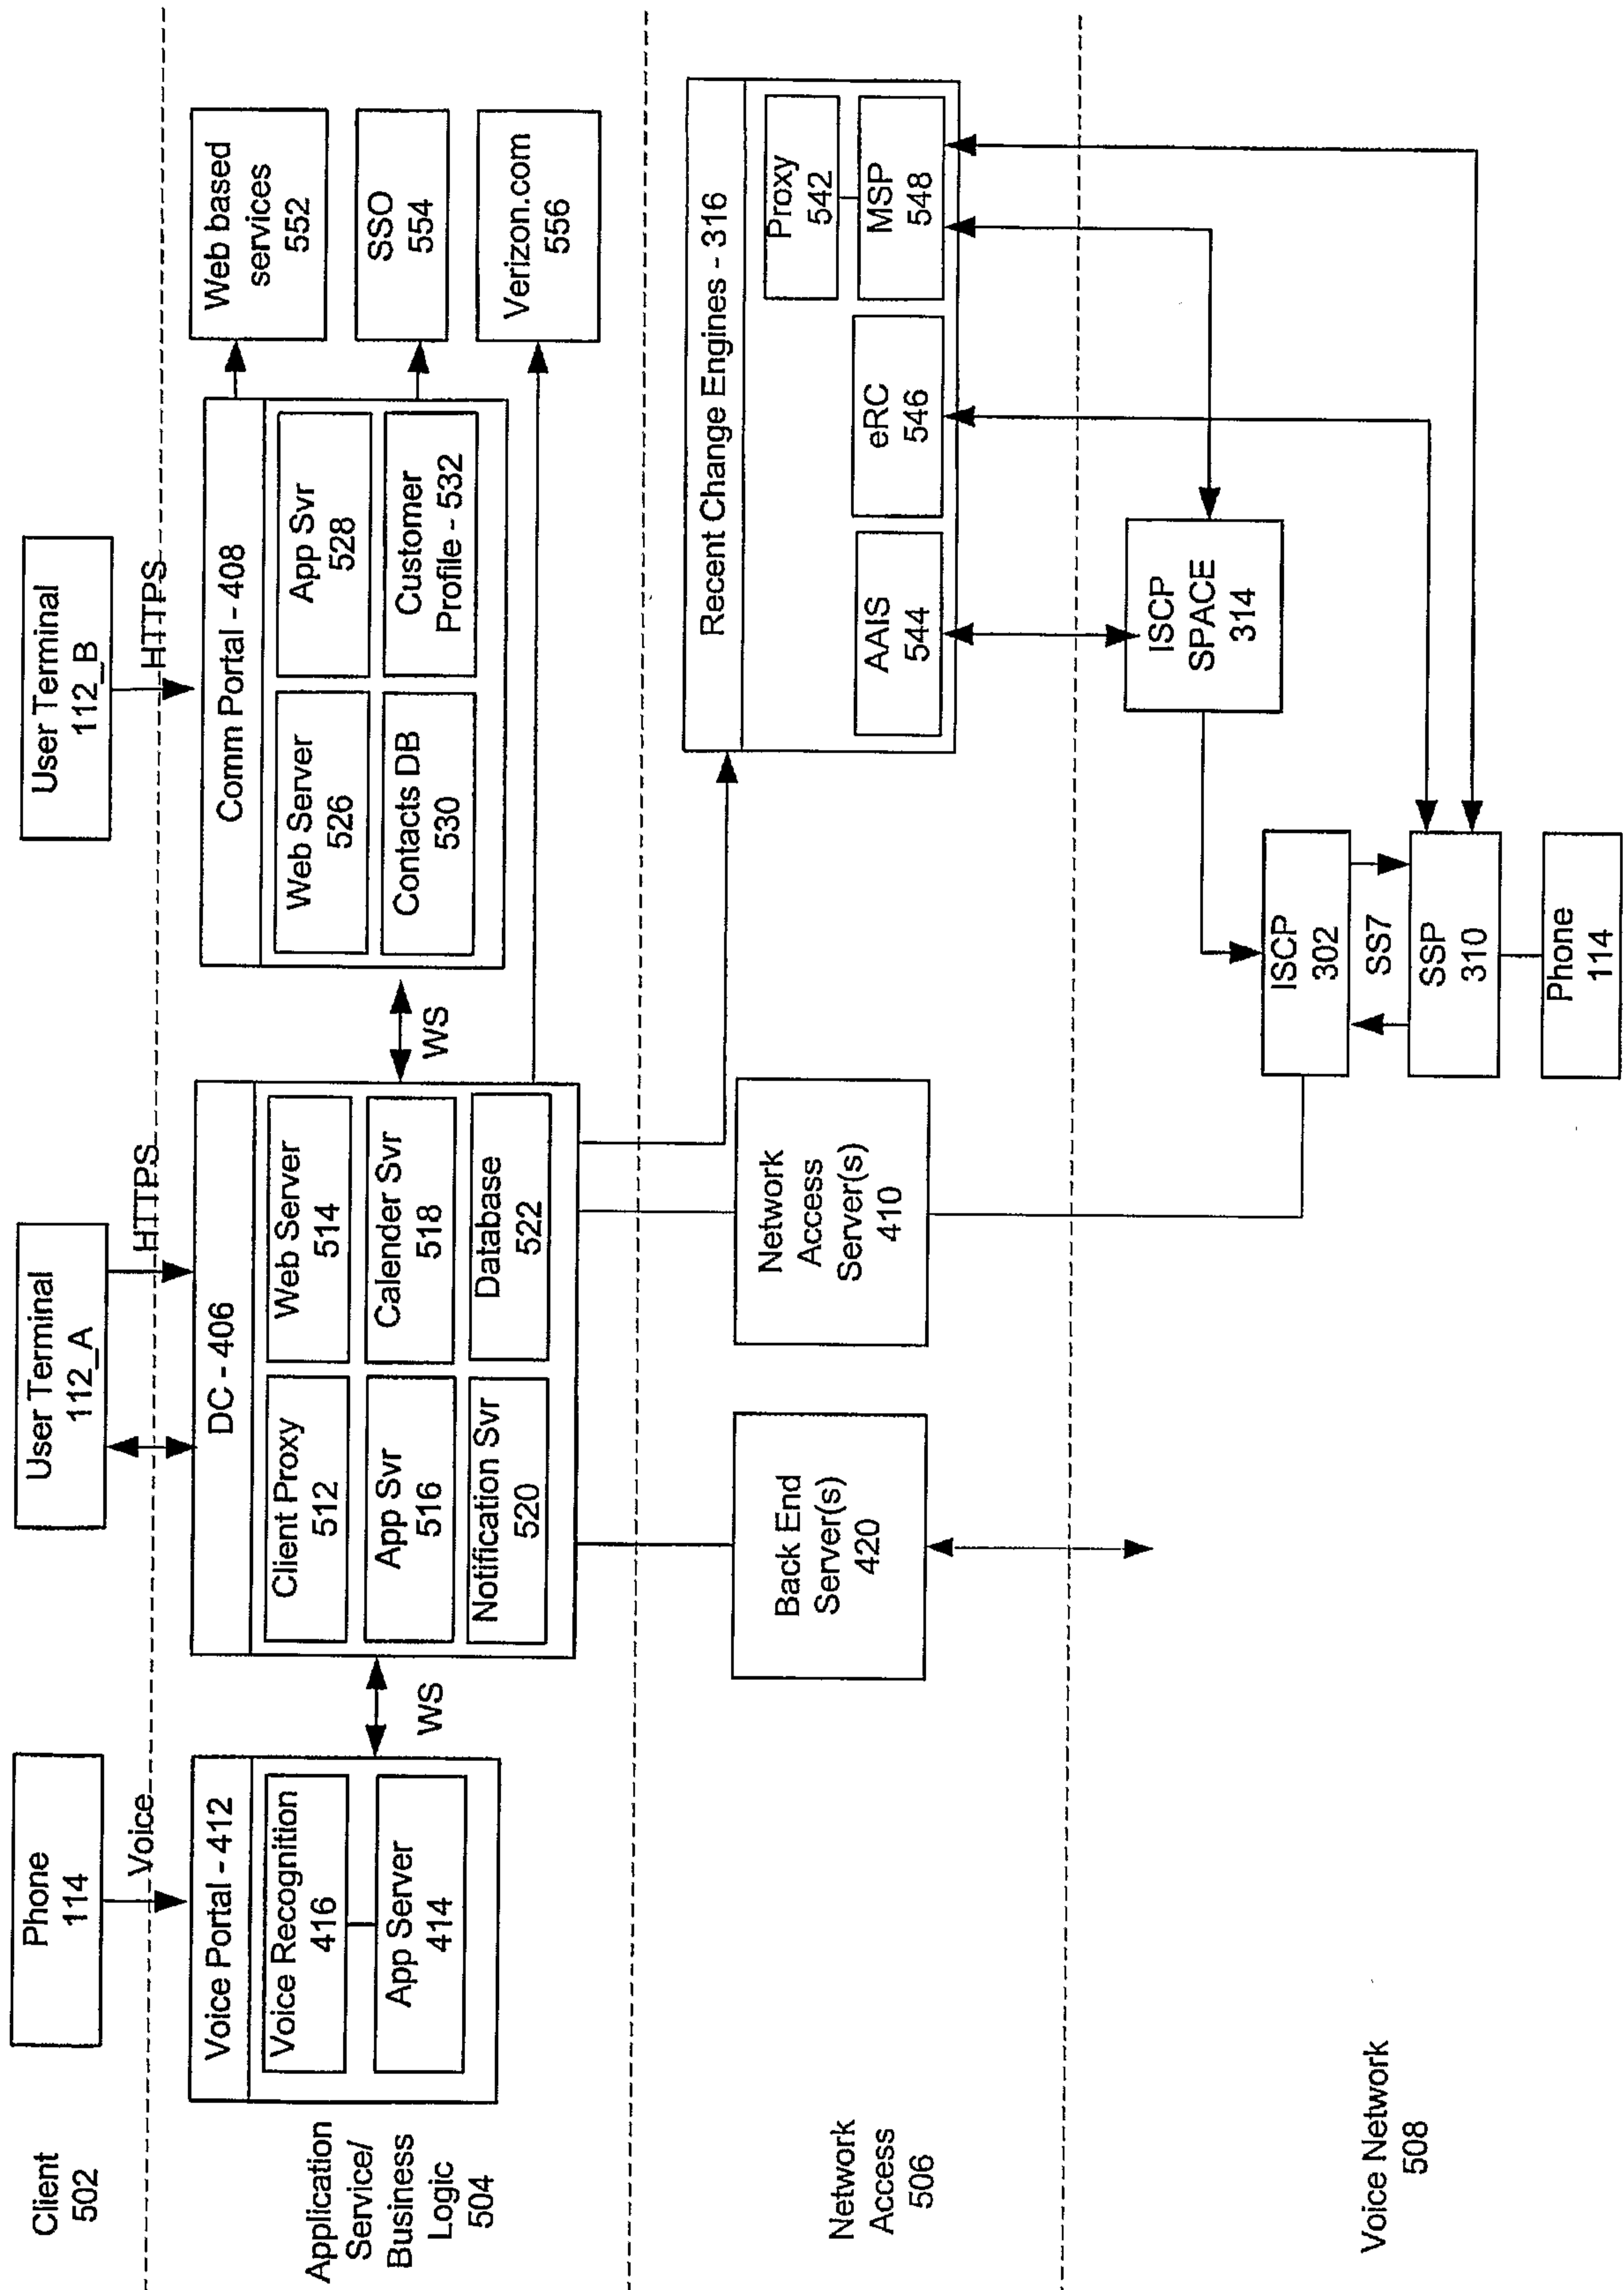 Client
502
Phone
114
User Terminal
112_A
User Terminal
112_B
Voice
HTTPS
HTTPS
Application
Service/
Business
Logic
504
Voice Portal - 412
Voice Recognition
416
App Server
414
WS
DC - 406
Client Proxy
512
Web Server
514
App Svr
516
Calender Svr
518
Notification Svr
520
Database
522
WS
Comm Portal - 408
Web Server
526
App Svr
528
Contacts DB
530
Customer
Profile - 532
Web based
services
552
SSO
554
Verizon.com
556
Network
Access
506
Back End
Server(s)
420
Network
Access
Server(s)
410
Recent Change Engines - 316
Proxy
542
AAIS
544
eRC
546
MSP
548
Voice Network
508
ISCP
SPACE
314
ISCP
302
SS7
SSP
310
Phone
114